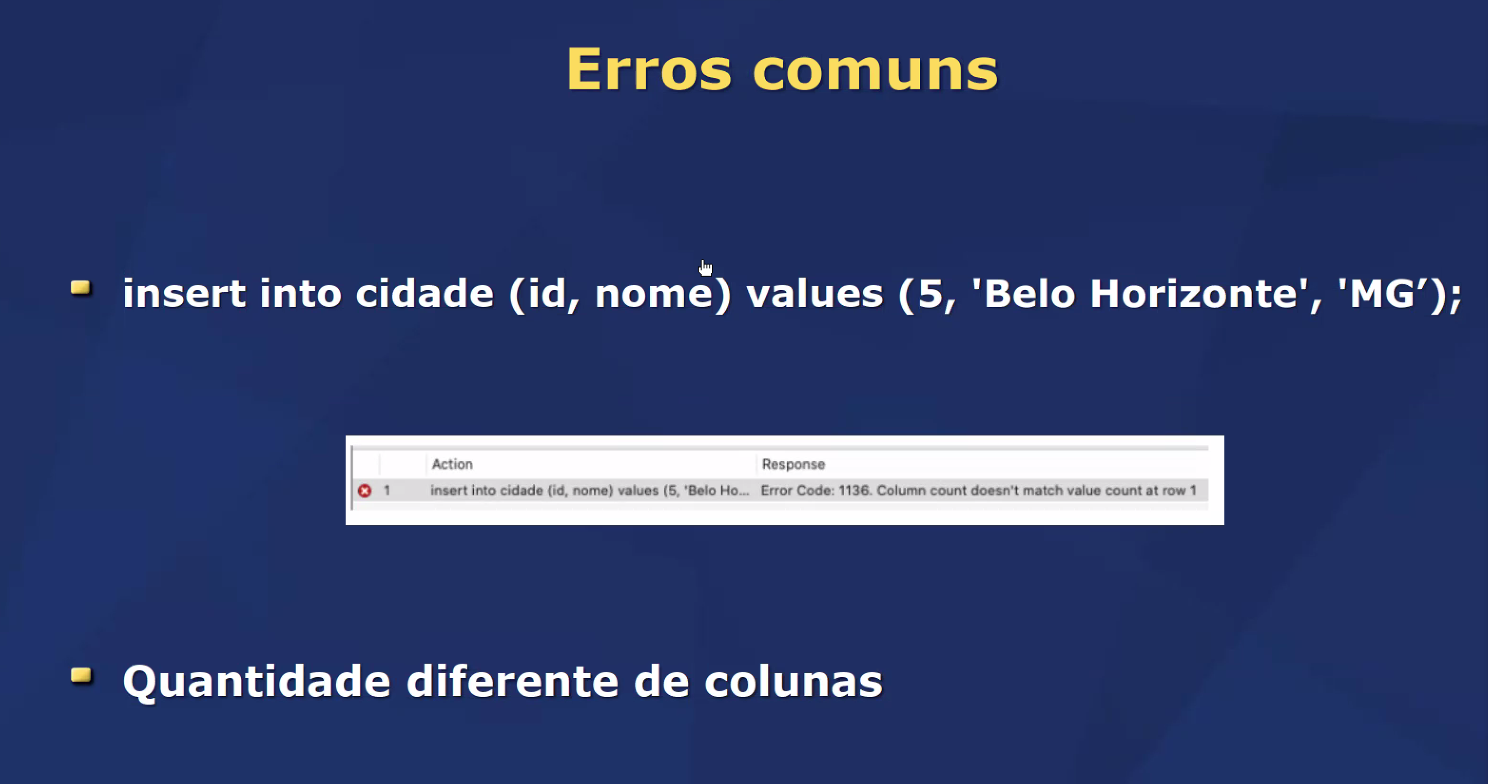 Erros comuns
insert into cidade (id, nome) values (5, 'Belo Horizonte', 'MG’);
Action Response
1 insert into cidade (id, nome) values (5, 'Belo Ho... Error Code: 1136. Column count doesn't match value count at row 1
Quantidade diferente de colunas